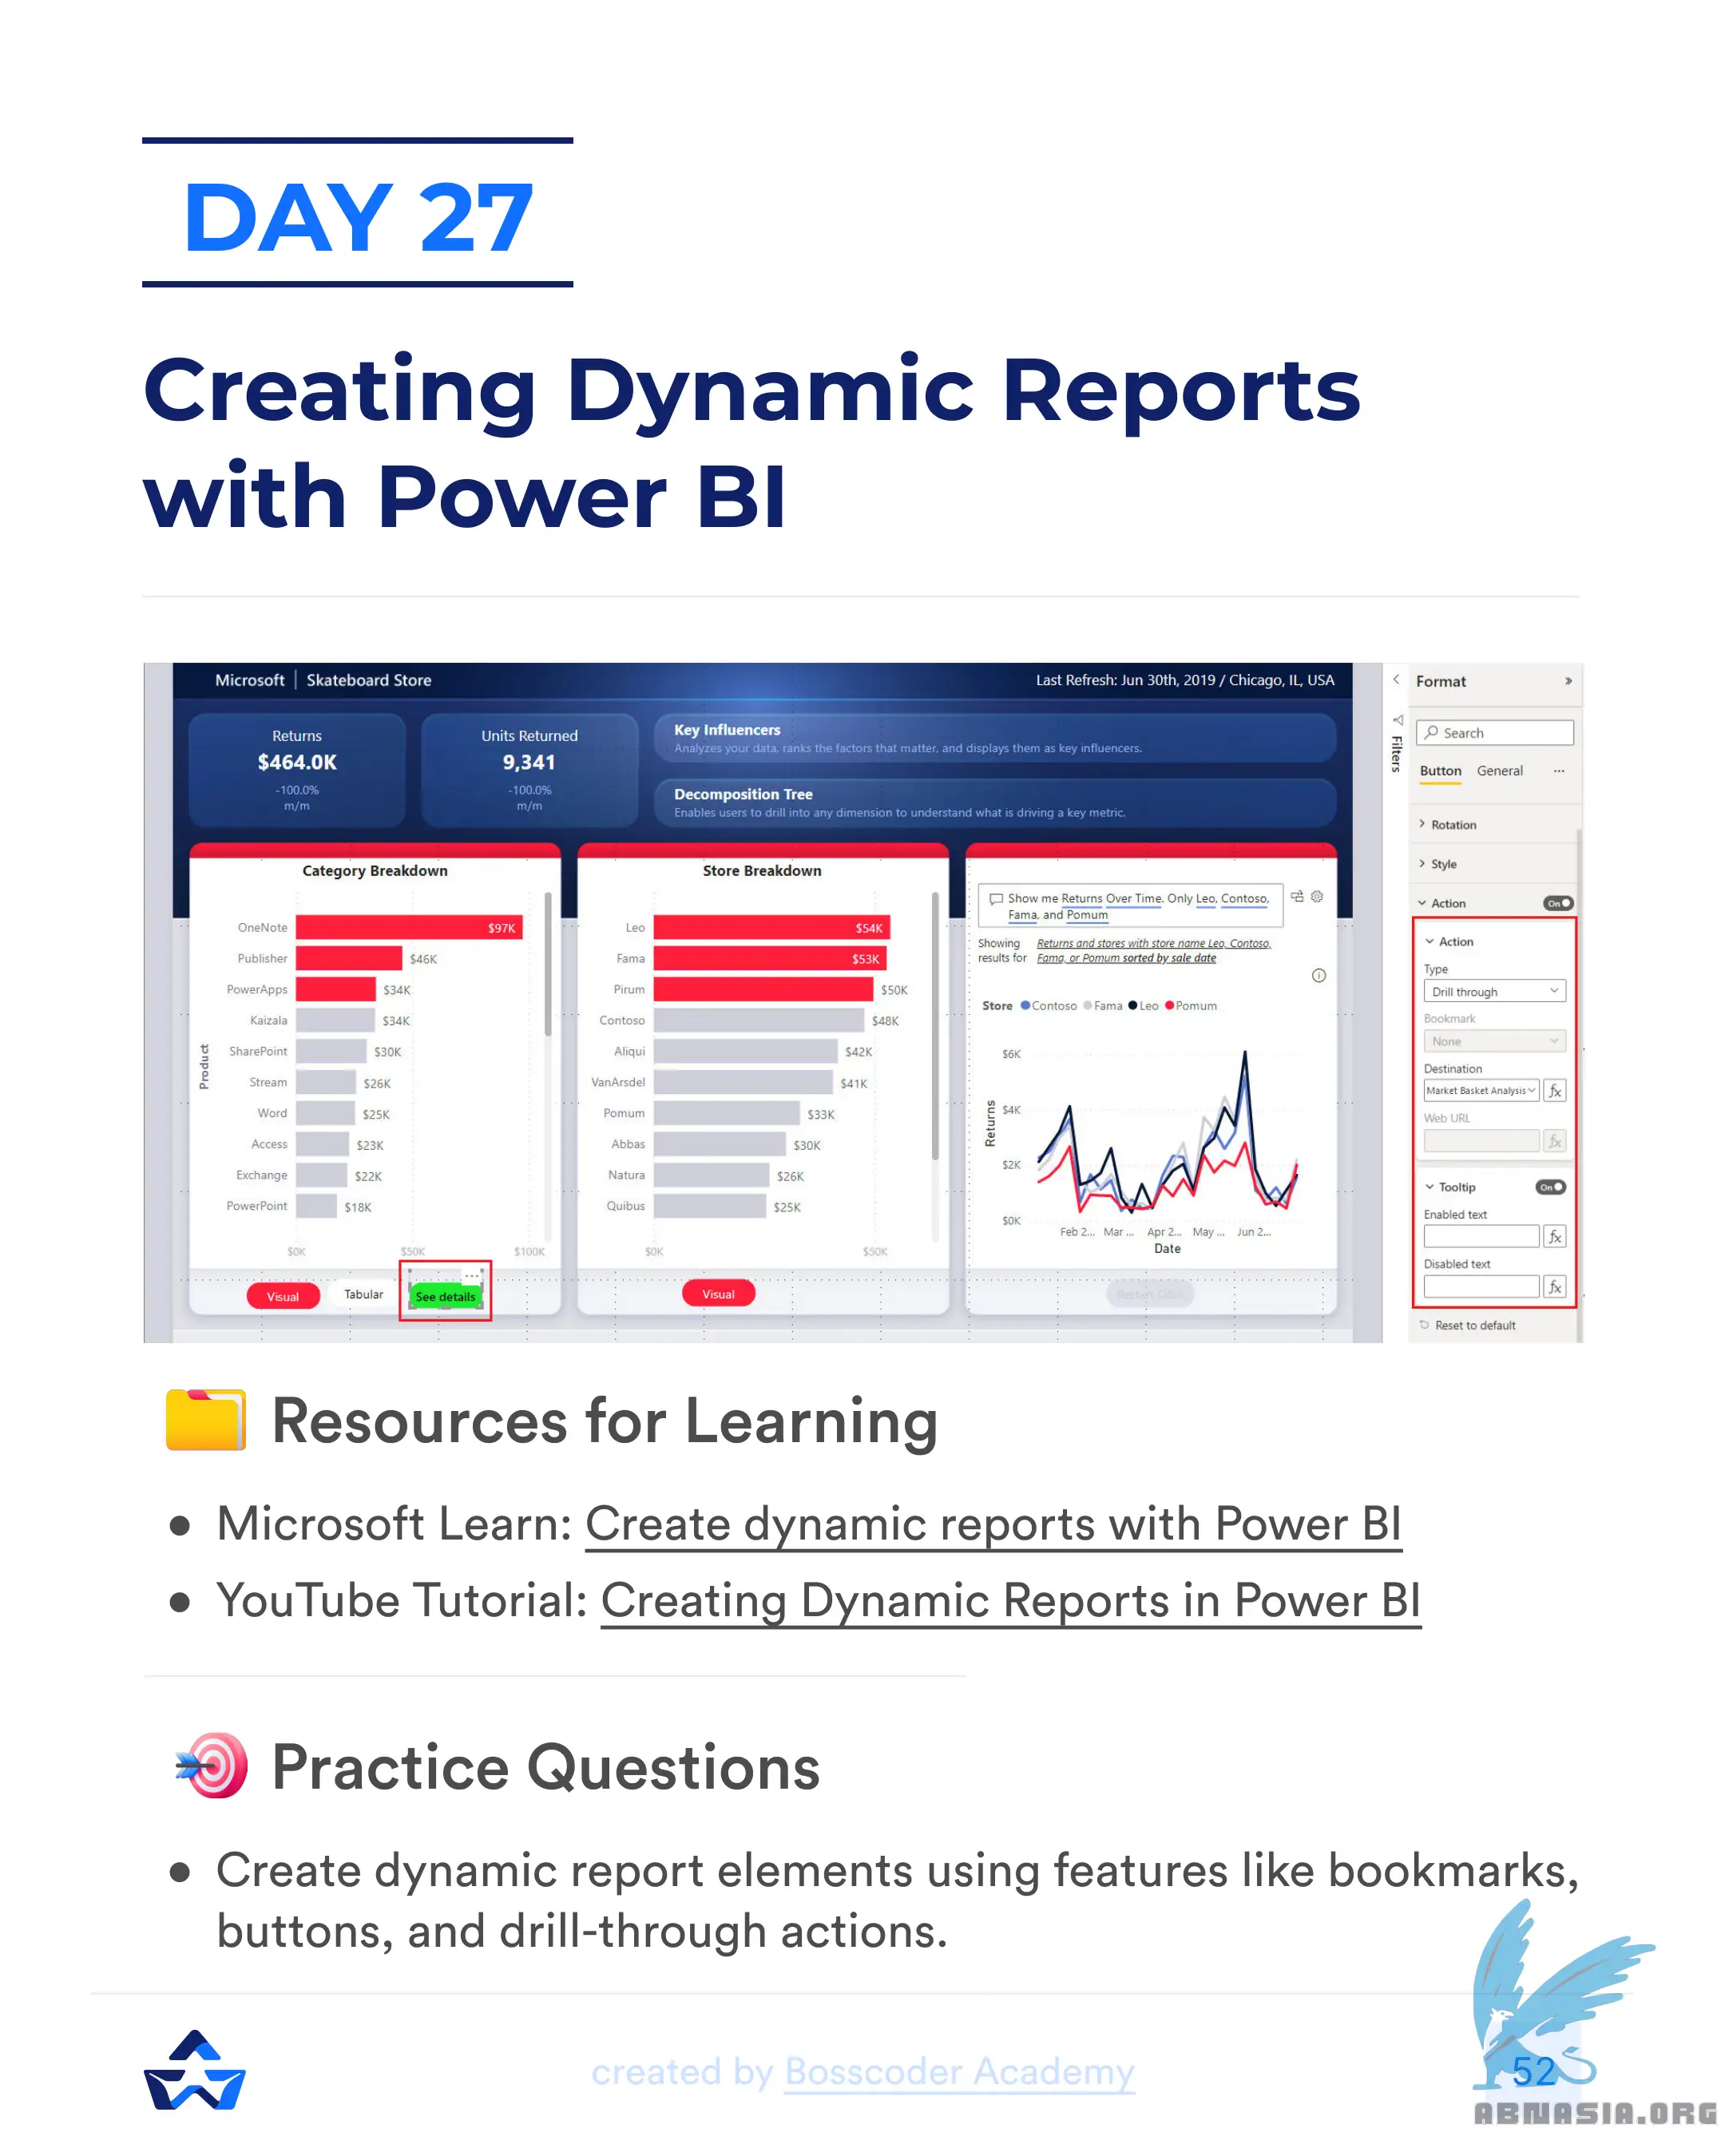 DAY 27
Creating Dynamic Reports
with Power BI
Microsoft | Skateboard Store
Last Refresh: Jun 30th, 2019 / Chicago, IL, USA
Returns
$464.0K
-100.0%
m/m
Units Returned
9,341
-100.0%
m/m
Key Influencers
Analyzes your data, ranks the factors that matter, and displays them as key influencers.
Decomposition Tree
Enables users to drill into any dimension to understand what is driving a key metric.
Category Breakdown
Product
OneNote $97K
Publisher $46K
PowerApps $34K
Kaizala $34K
SharePoint $30K
Stream $26K
Word $25K
Access $23K
Exchange $22K
PowerPoint $18K
$0K $50K $100K
Visual Tabular See details
Store Breakdown
Leo $54K
Fama $53K
Pirum $50K
Contoso $48K
Aliqui $42K
VanArsdel $41K
Pomum $33K
Abbas $30K
Natura $26K
Quibus $25K
$0K $50K
Visual
Show me Returns Over Time. Only Leo, Contoso,
Fama, and Pomum
Showing Returns and stores with store name Leo, Contoso,
results for Fama, or Pomum sorted by sale date
Store Contoso Fama Leo Pomum
Returns
$6K
$4K
$2K
$0K
Feb 2... Mar ... Apr 2... May ... Jun 2...
Date
Restart Q&A
Filters
Format
Search
Button General
Rotation
Style
Action On
Action
Type
Drill through
Bookmark
None
Destination
Market Basket Analysis fx
Web URL
fx
Tooltip On
Enabled text
fx
Disabled text
fx
Reset to default
Resources for Learning
● Microsoft Learn: Create dynamic reports with Power BI
● YouTube Tutorial: Creating Dynamic Reports in Power BI
Practice Questions
● Create dynamic report elements using features like bookmarks,
buttons, and drill-through actions.
created by Bosscoder Academy
52
ABNASIA.ORG